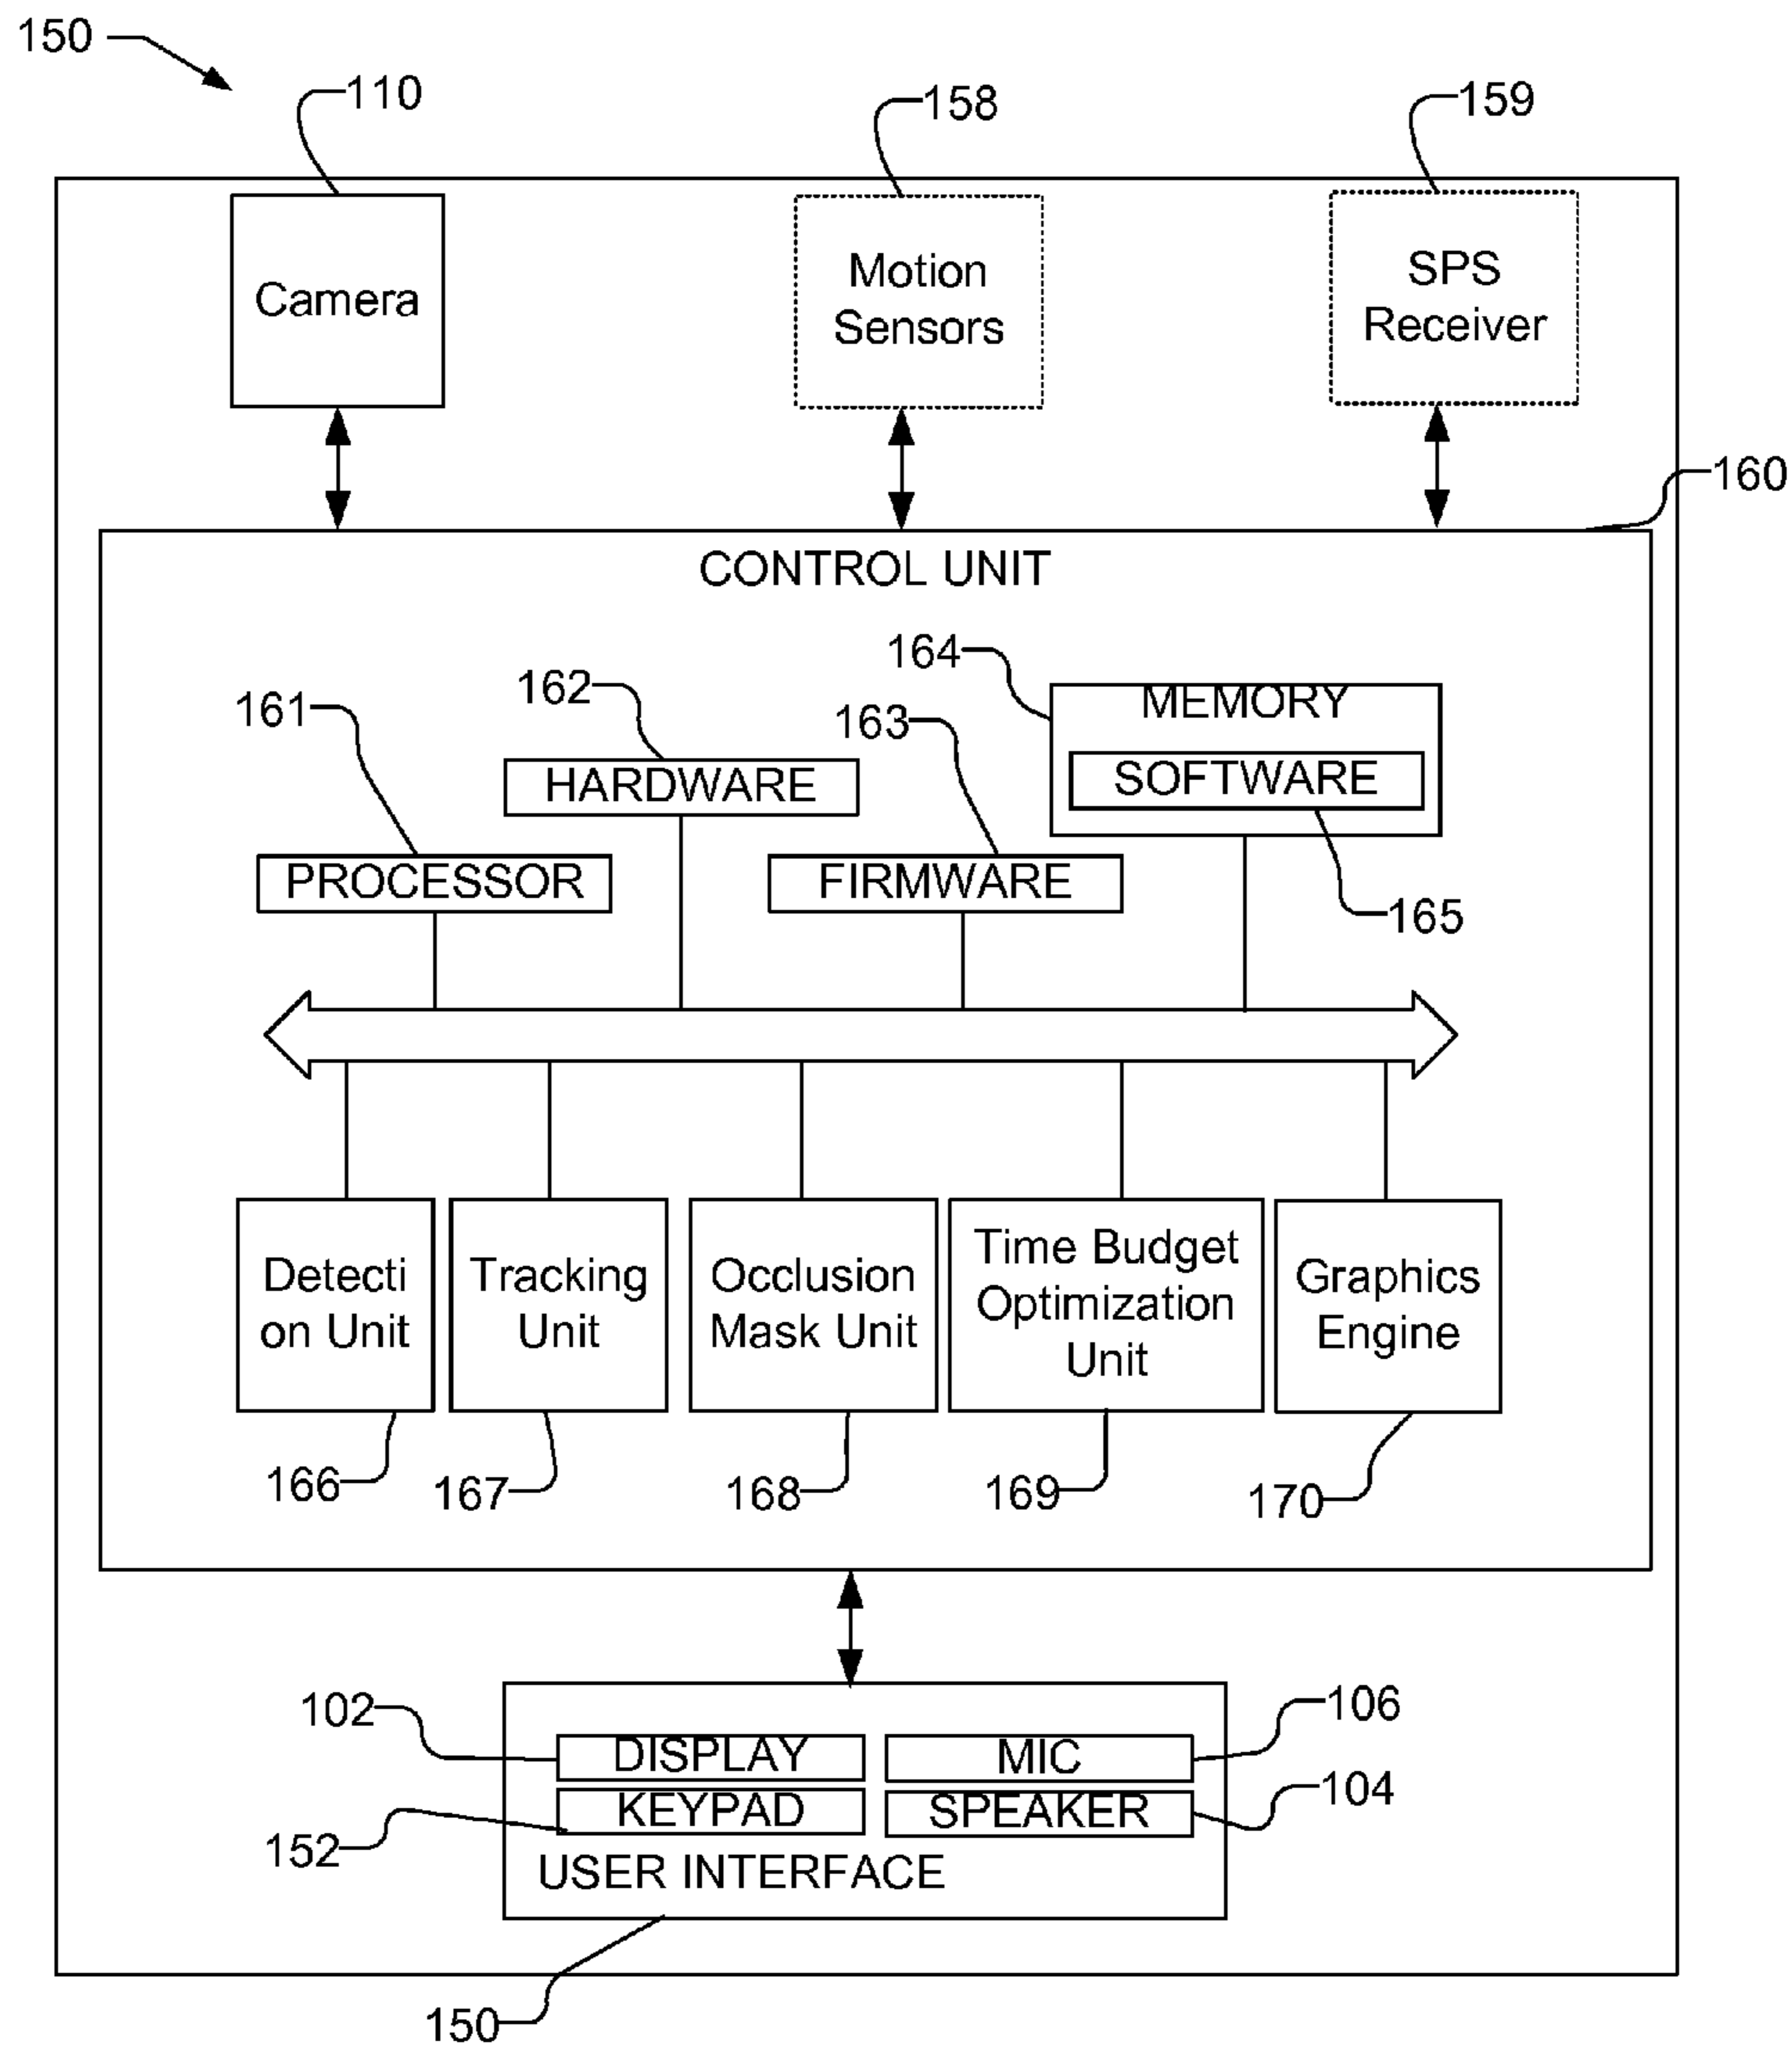 150
110
158
159
Camera
Motion
Sensors
SPS
Receiver
160
CONTROL UNIT
164
162
161
163
MEMORY
HARDWARE
SOFTWARE
PROCESSOR
FIRMWARE
165
Detecti
on Unit
Tracking
Unit
Occlusion
Mask Unit
Time Budget
Optimization
Unit
Graphics
Engine
166
167
168
169
170
102
106
DISPLAY
MIC
104
KEYPAD
SPEAKER
152
USER INTERFACE
150